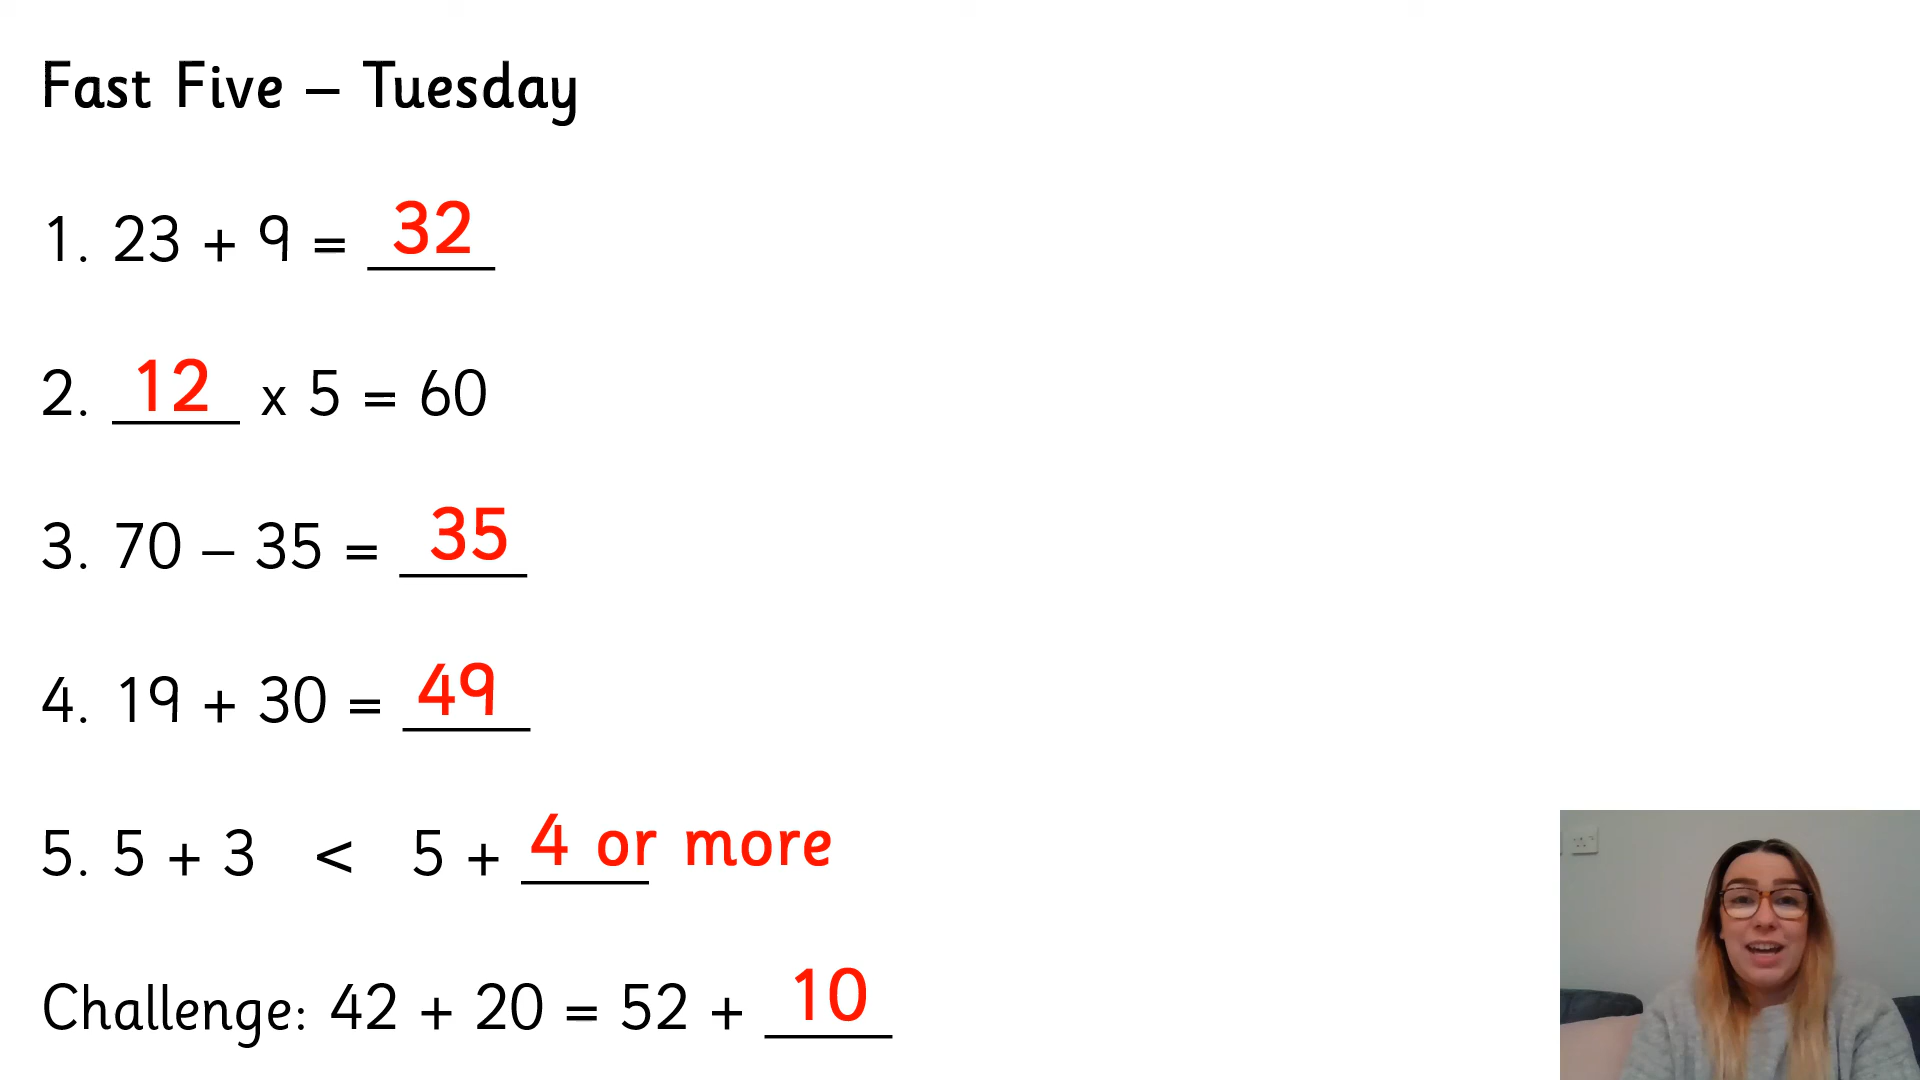 Fast Five – Tuesday
1. 23 + 9 = 32
2. 12 x 5 = 60
3. 70 – 35 = 35
4. 19 + 30 = 49
5. 5 + 3 < 5 + 4 or more
Challenge: 42 + 20 = 52 + 10